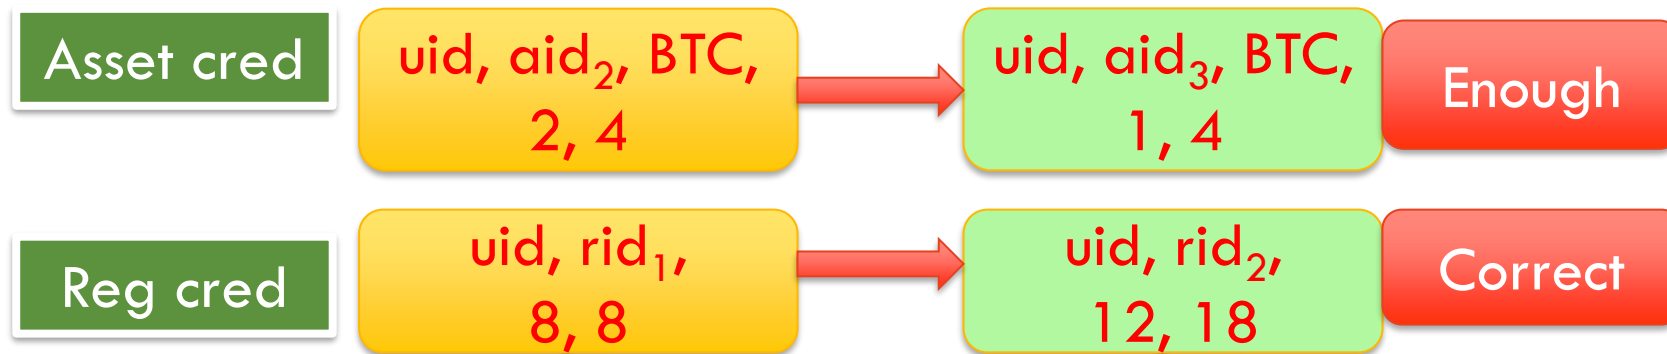 Asset cred
uid, aid₂, BTC,
2, 4
uid, aid₃, BTC,
1, 4
Enough
Reg cred
uid, rid₁,
8, 8
uid, rid₂,
12, 18
Correct